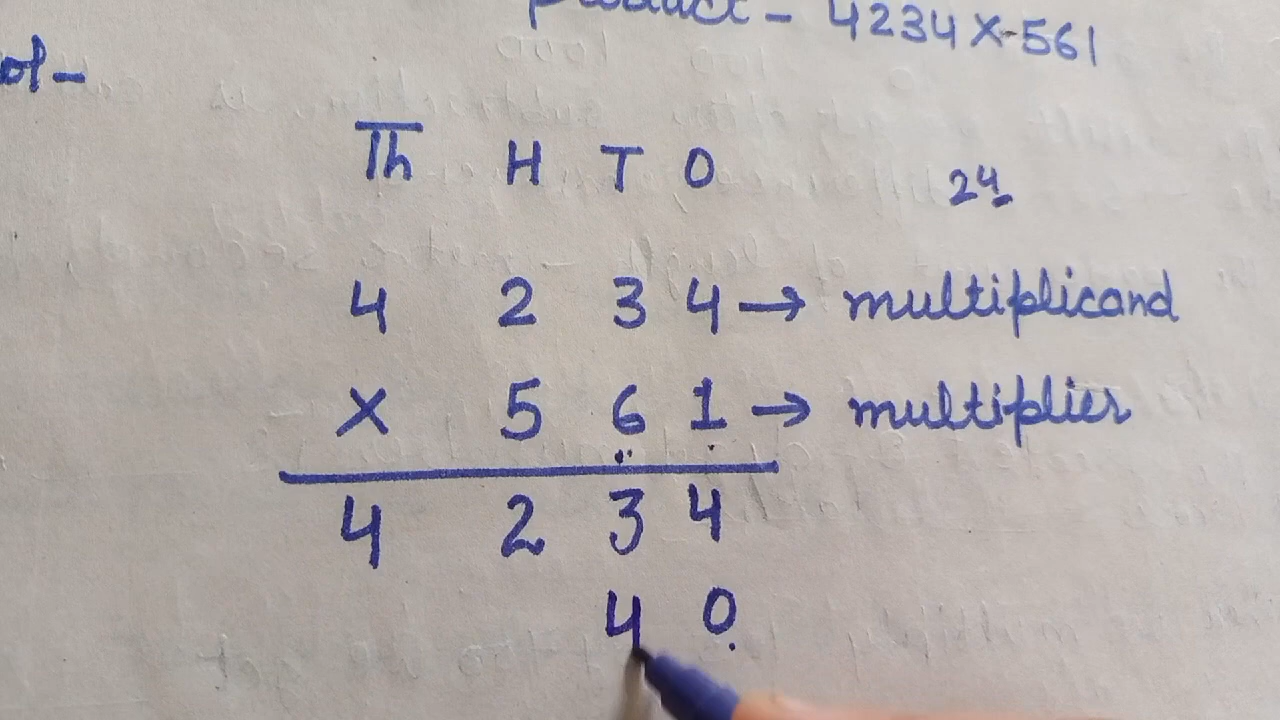 product - 4234 X 561
ol -
Th H T O
24
4 2 3 4 → multiplicand
X 5 6 1 → multiplier
4 2 3 4
4 0